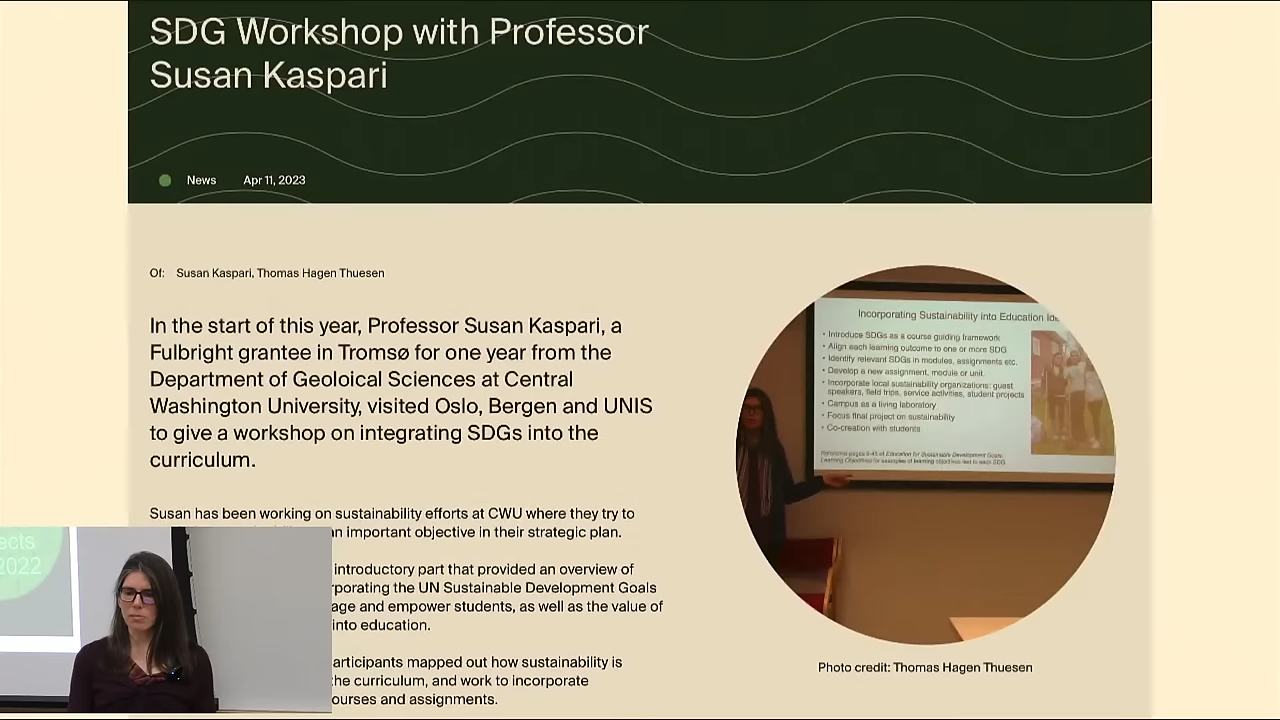 SDG Workshop with Professor
Susan Kaspari
News Apr 11, 2023
Of: Susan Kaspari, Thomas Hagen Thuesen
In the start of this year, Professor Susan Kaspari, a
Fulbright grantee in Tromsø for one year from the
Department of Geoloical Sciences at Central
Washington University, visited Oslo, Bergen and UNIS
to give a workshop on integrating SDGs into the
curriculum.
Susan has been working on sustainability efforts at CWU where they try to
an important objective in their strategic plan.
introductory part that provided an overview of
rporating the UN Sustainable Development Goals
age and empower students, as well as the value of
into education.
articipants mapped out how sustainability is
the curriculum, and work to incorporate
ourses and assignments.
Incorporating Sustainability into Education Ide
• Introduce SDGs as a course guiding framework
• Align each learning outcome to one or more SDG
• Identify relevant SDGs in modules, assignments etc.
• Develop a new assignment, module or unit.
• Incorporate local sustainability organizations: guest
speakers, field trips, service activities, student projects
• Campus as a living laboratory
• Focus final project on sustainability
• Co-creation with students
Photo credit: Thomas Hagen Thuesen
ects
2022